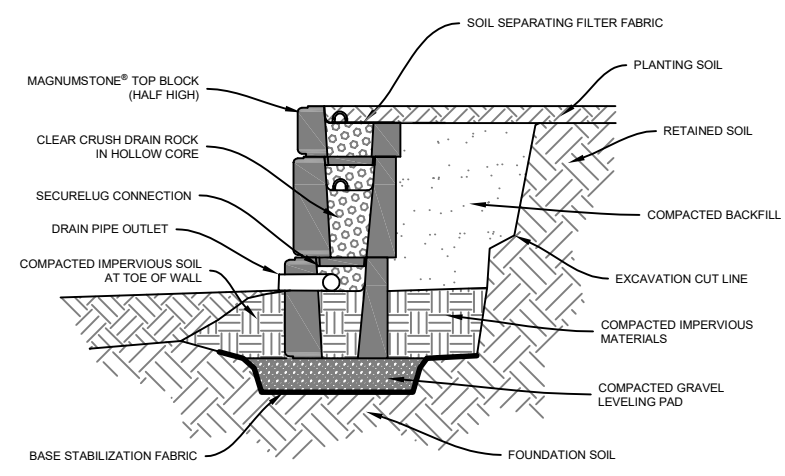 SOIL SEPARATING FILTER FABRIC
PLANTING SOIL
MAGNUMSTONE® TOP BLOCK
(HALF HIGH)
RETAINED SOIL
CLEAR CRUSH DRAIN ROCK
IN HOLLOW CORE
SECURELUG CONNECTION
COMPACTED BACKFILL
DRAIN PIPE OUTLET
COMPACTED IMPERVIOUS SOIL
AT TOE OF WALL
EXCAVATION CUT LINE
COMPACTED IMPERVIOUS
MATERIALS
COMPACTED GRAVEL
LEVELING PAD
BASE STABILIZATION FABRIC
FOUNDATION SOIL